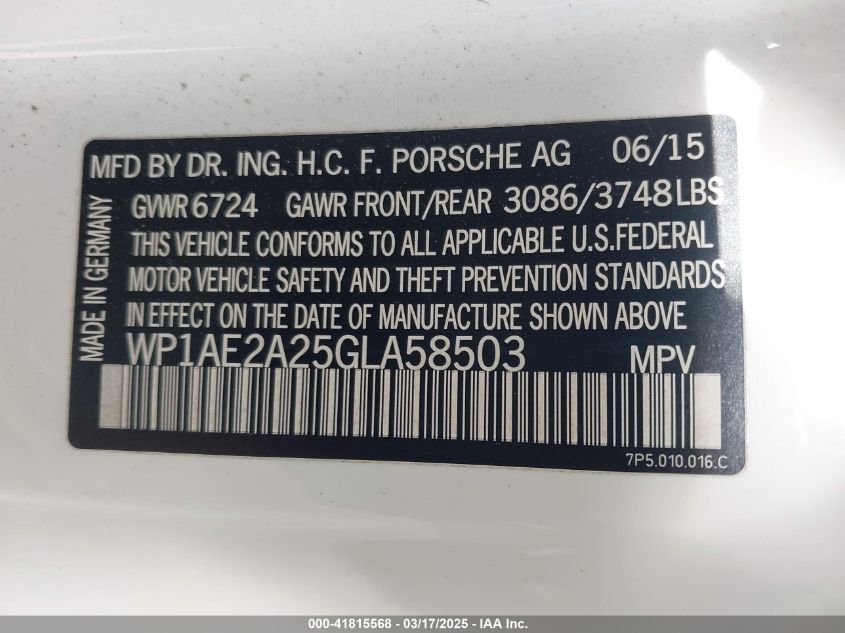 MFD BY DR. ING. H.C. F. PORSCHE AG 06/15
GVWR 6724 GAWR FRONT/REAR 3086/3748LBS
THIS VEHICLE CONFORMS TO ALL APPLICABLE U.S.FEDERAL
MOTOR VEHICLE SAFETY AND THEFT PREVENTION STANDARDS
IN EFFECT ON THE DATE OF MANUFACTURE SHOWN ABOVE
WP1AE2A25GLA58503 MPV
MADE IN GERMANY
7P5.010.016.C
000-41815568 - 03/17/2025 - IAA Inc.